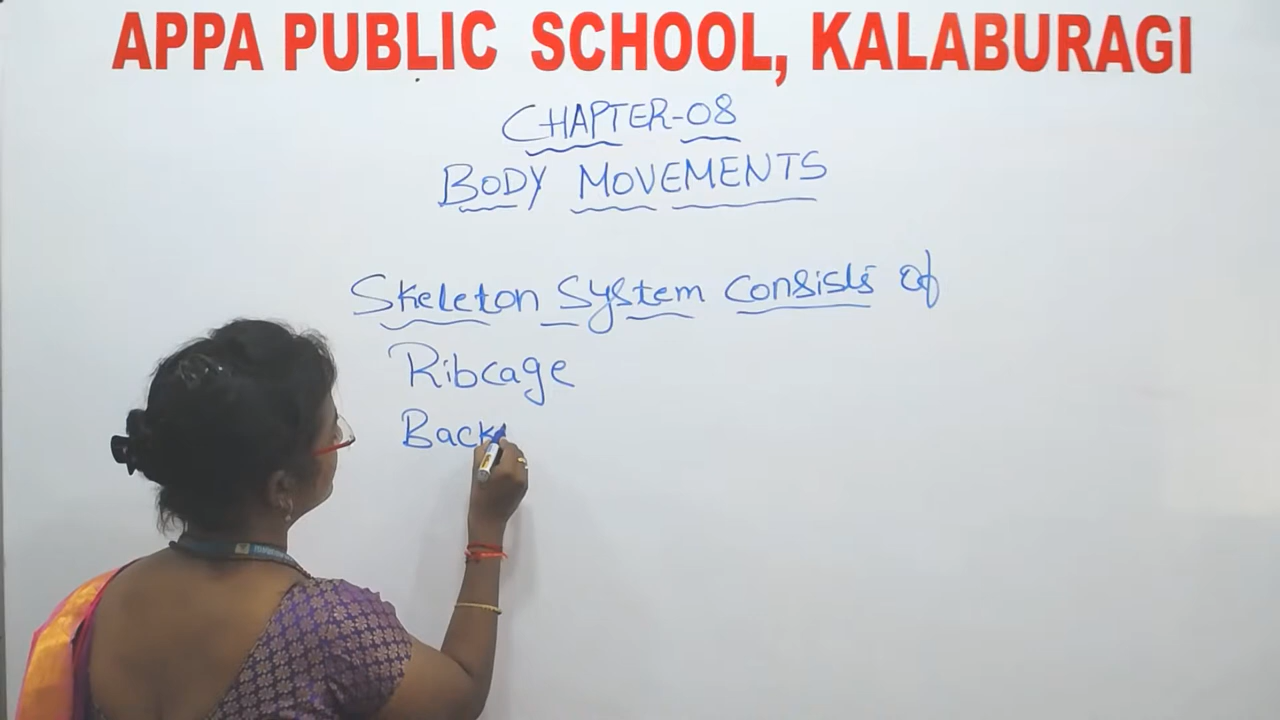 APPA PUBLIC SCHOOL, KALABURAGI
CHAPTER-08
BODY MOVEMENTS
Skeleton System consists of
Ribcage
Back